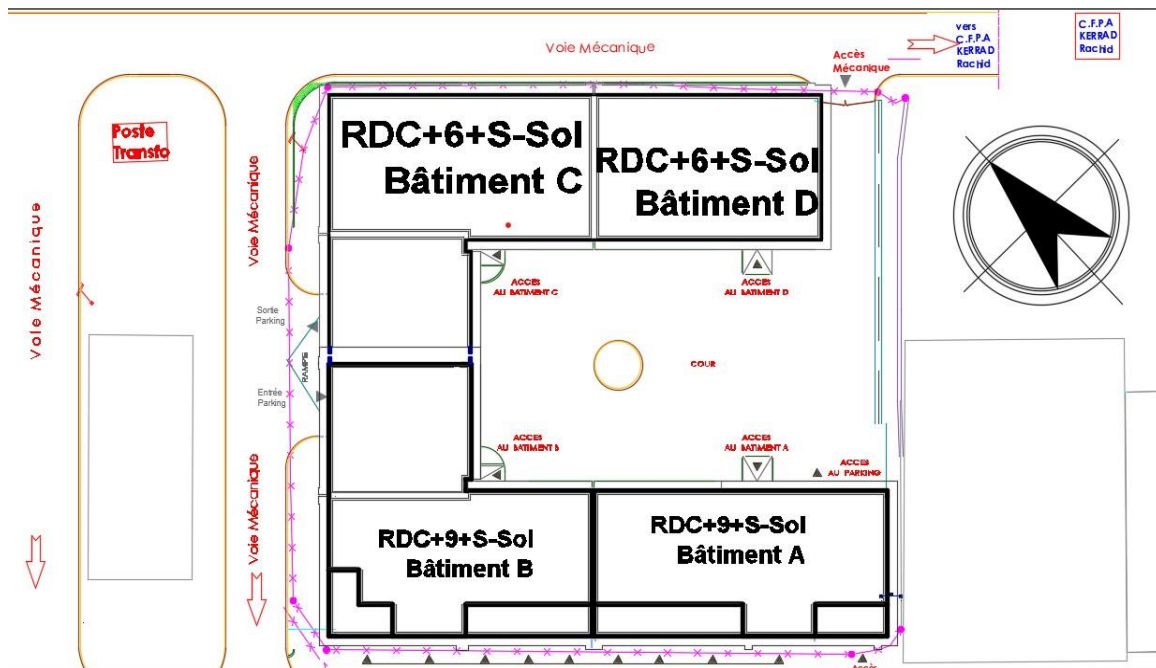 Voie Mécanique
Accès
Mécanique
vers
C.F.P.A
KERRAD
Rachid
C.F.P.A
KERRAD
Rachid
Poste
Transfo
RDC+6+S-Sol
Bâtiment C
RDC+6+S-Sol
Bâtiment D
Voie Mécanique
Voie Mécanique
ACCES
AU BATIMENT C
ACCES
AU BATIMENT D
Sortie
Parking
RAMPE
COUR
Entrée
Parking
ACCES
AU BATIMENT B
ACCES
AU BATIMENT A
ACCES
AU PARKING
Voie Mécanique
RDC+9+S-Sol
Bâtiment B
RDC+9+S-Sol
Bâtiment A
Accès